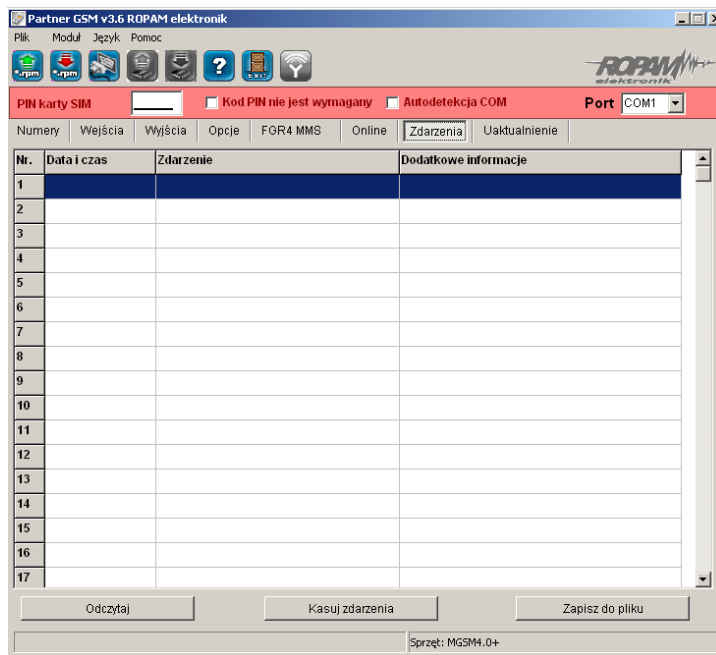 Partner GSM v3.6 ROPAM elektronik
Plik Moduł Język Pomoc
*.rpm *.rpm ? EXIT ROPAM elektronik
PIN karty SIM Kod PIN nie jest wymagany Autodetekcja COM Port COM1
Numery Wejścia Wyjścia Opcje FGR4 MMS Online Zdarzenia Uaktualnienie
Nr. Data i czas Zdarzenie Dodatkowe informacje
1
2
3
4
5
6
7
8
9
10
11
12
13
14
15
16
17
Odczytaj Kasuj zdarzenia Zapisz do pliku
Sprzęt: MGSM4.0+